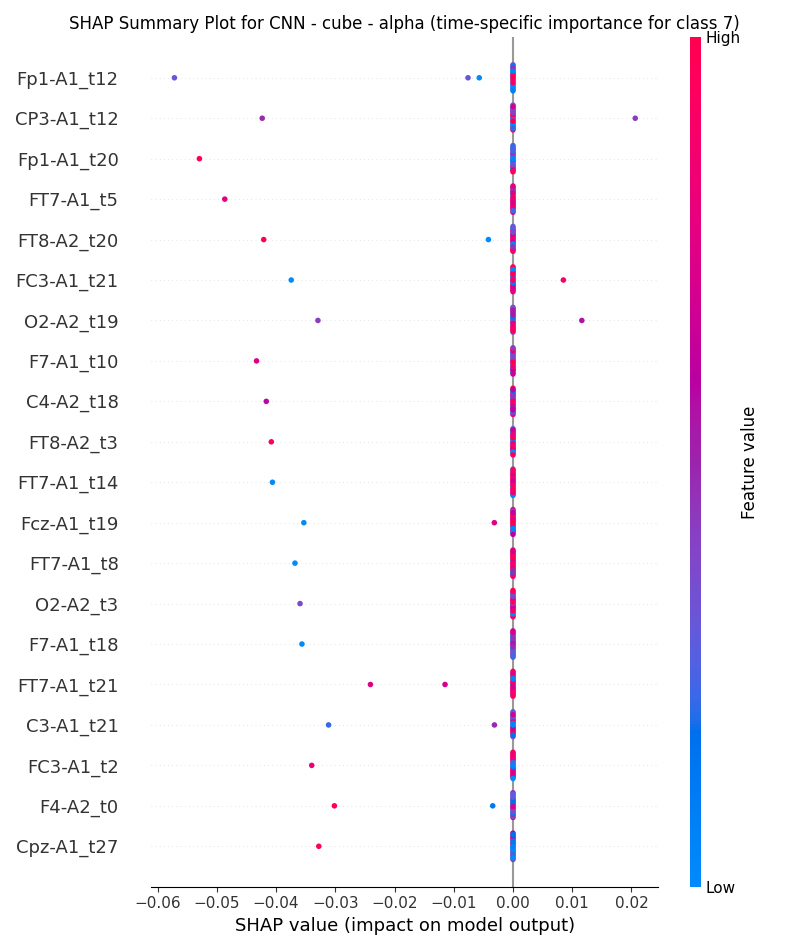 SHAP Summary Plot for CNN - cube - alpha (time-specific importance for class 7)
High
Fp1-A1_t12
CP3-A1_t12
Fp1-A1_t20
FT7-A1_t5
FT8-A2_t20
FC3-A1_t21
O2-A2_t19
F7-A1_t10
C4-A2_t18
FT8-A2_t3
FT7-A1_t14
Fcz-A1_t19
FT7-A1_t8
O2-A2_t3
F7-A1_t18
FT7-A1_t21
C3-A1_t21
FC3-A1_t2
F4-A2_t0
Cpz-A1_t27
Feature value
Low
−0.06 −0.05 −0.04 −0.03 −0.02 −0.01 0.00 0.01 0.02
SHAP value (impact on model output)